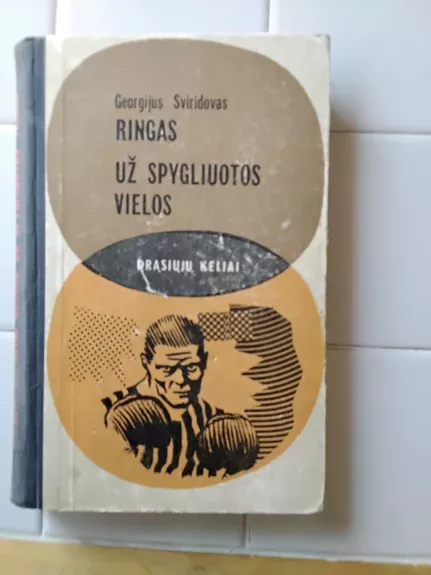 Georgijus Sviridovas
RINGAS
UŽ SPYGLIUOTOS
VIELOS
DRĄSIŲJŲ KELIAI